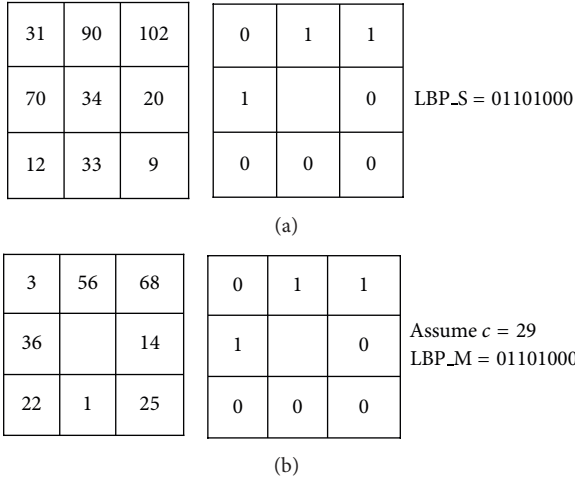 31 90 102
70 34 20
12 33 9
0 1 1
1 0
0 0 0
LBP_S = 01101000
(a)
3 56 68
36 14
22 1 25
0 1 1
1 0
0 0 0
Assume c = 29
LBP_M = 01101000
(b)